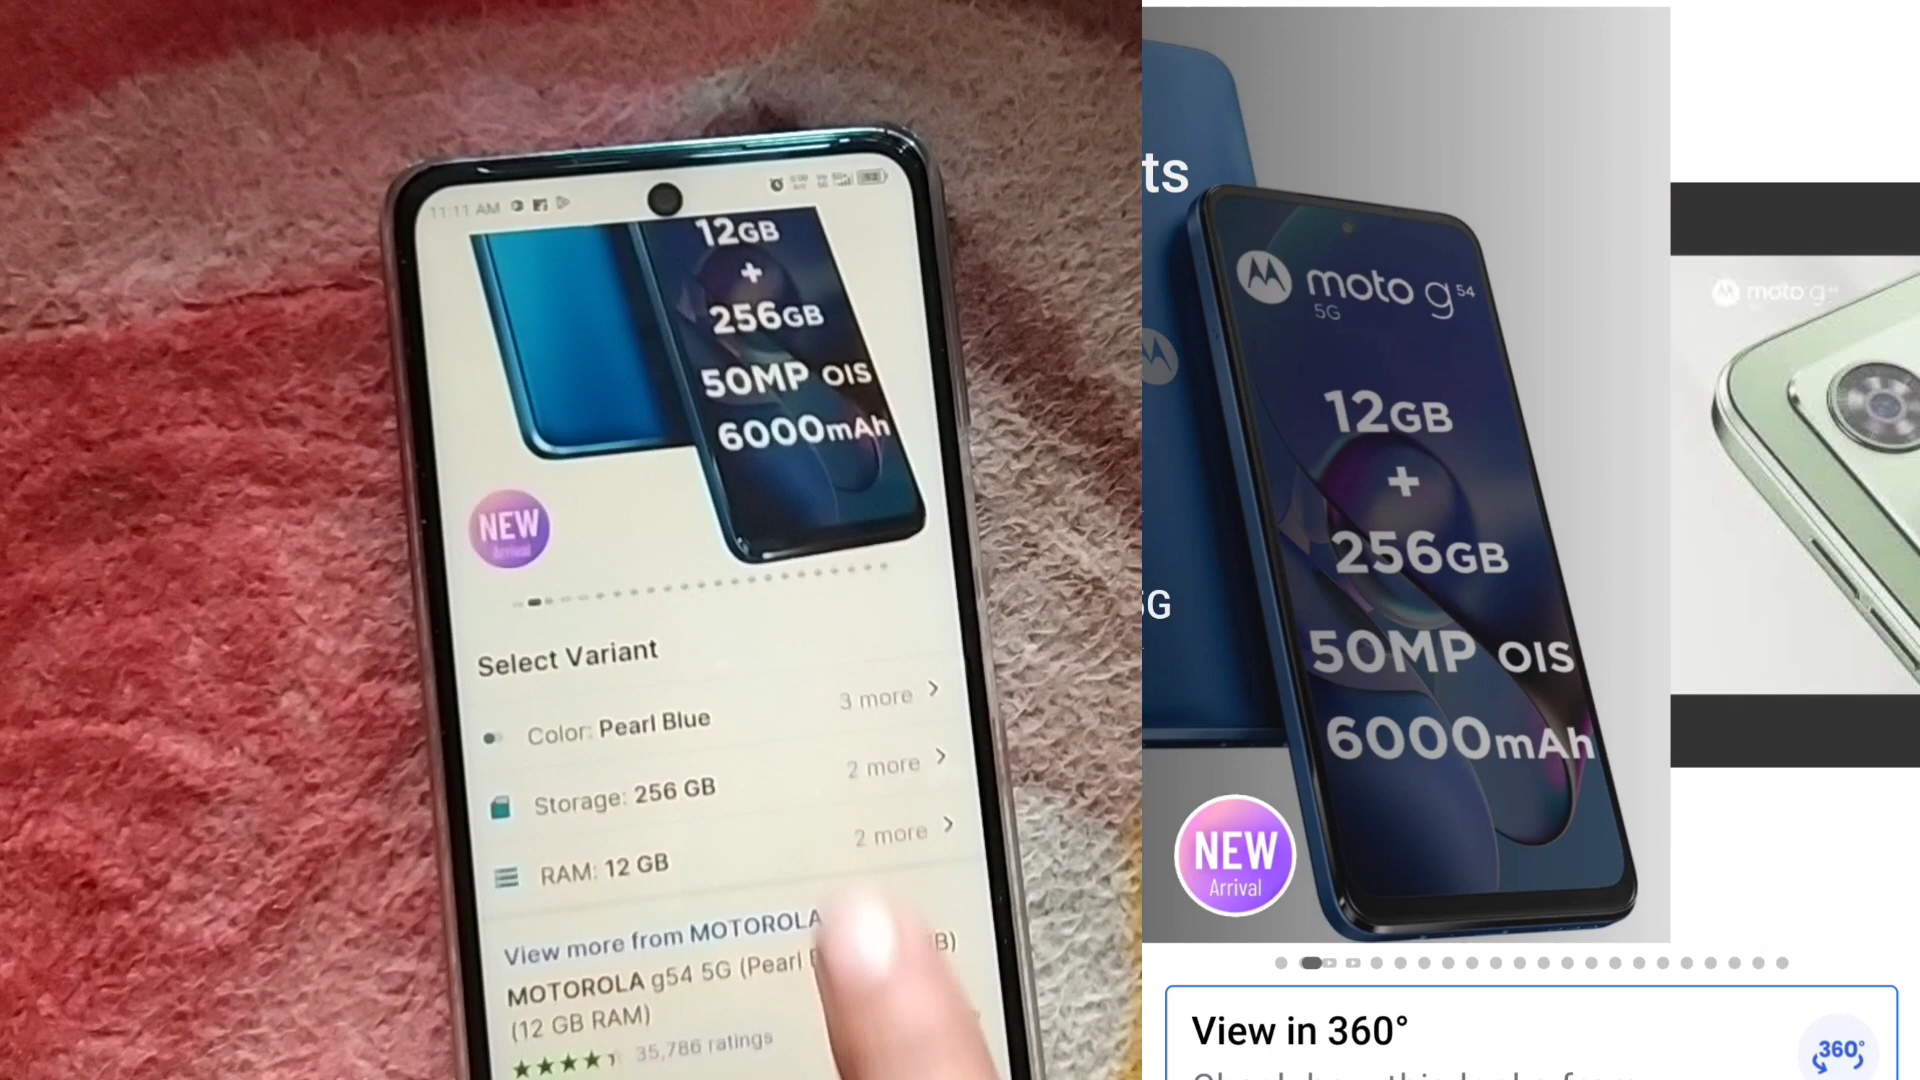 11:11 AM
12GB
+
256GB
50MP OIS
6000mAh
NEW
Arrival
Select Variant
Color: Pearl Blue
3 more
Storage: 256 GB
2 more
RAM: 12 GB
2 more
View more from MOTOROLA
MOTOROLA g54 5G (Pearl
B)
(12 GB RAM)
35,786 ratings
ts
5G
moto g54
5G
12GB
+
256GB
50MP OIS
6000mAh
NEW
Arrival
moto g
View in 360°
360°